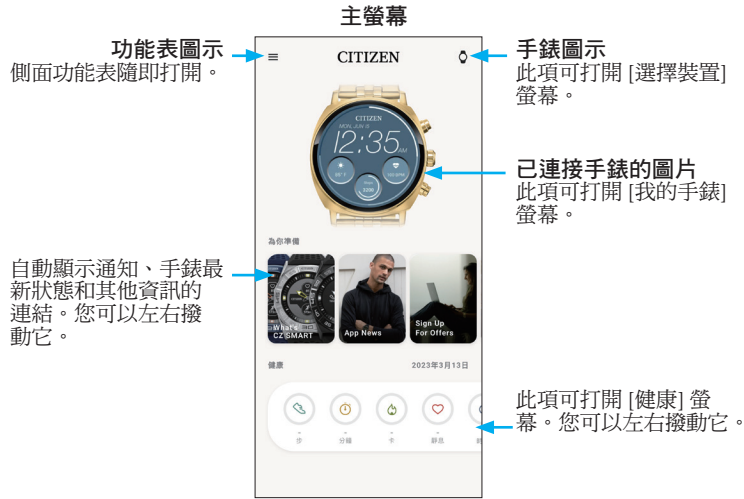 主螢幕
功能表圖示
側面功能表隨即打開。
手錶圖示
此項可打開 [選擇裝置]
螢幕。
CITIZEN
CITIZEN
MON, JUN 15
12:35
AM
已連接手錶的圖片
此項可打開 [我的手錶]
螢幕。
為你準備
自動顯示通知、手錶最
新狀態和其他資訊的
連結。您可以左右撥
動它。
What's
CZ SMART
App News
Sign Up
For Offers
健康
2023年3月13日
此項可打開 [健康] 螢
幕。您可以左右撥動它。
步
分鐘
卡
靜息